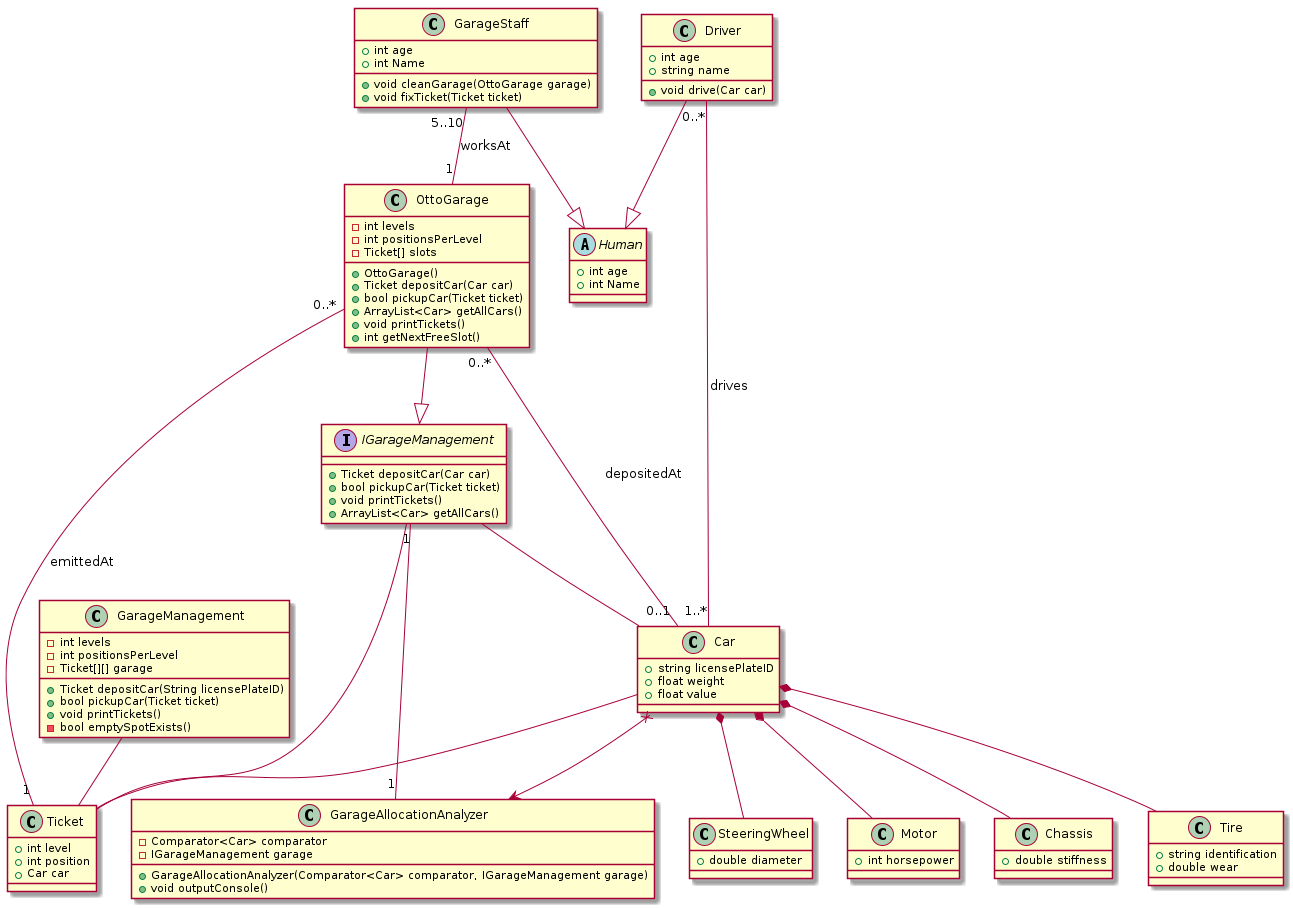 C GarageStaff
int age
int Name
void cleanGarage(OttoGarage garage)
void fixTicket(Ticket ticket)
C Driver
int age
string name
void drive(Car car)
5..10
worksAt
1
0..*
C OttoGarage
int levels
int positionsPerLevel
Ticket[] slots
OttoGarage()
Ticket depositCar(Car car)
bool pickupCar(Ticket ticket)
ArrayList<Car> getAllCars()
void printTickets()
int getNextFreeSlot()
A Human
int age
int Name
0..*
0..*
drives
I IGarageManagement
Ticket depositCar(Car car)
bool pickupCar(Ticket ticket)
void printTickets()
ArrayList<Car> getAllCars()
depositedAt
1
emittedAt
C GarageManagement
int levels
int positionsPerLevel
Ticket[][] garage
Ticket depositCar(String licensePlateID)
bool pickupCar(Ticket ticket)
void printTickets()
bool emptySpotExists()
0..1
1..*
C Car
string licensePlateID
float weight
float value
1
1
C Ticket
int level
int position
Car car
C GarageAllocationAnalyzer
Comparator<Car> comparator
IGarageManagement garage
GarageAllocationAnalyzer(Comparator<Car> comparator, IGarageManagement garage)
void outputConsole()
C SteeringWheel
double diameter
C Motor
int horsepower
C Chassis
double stiffness
C Tire
string identification
double wear